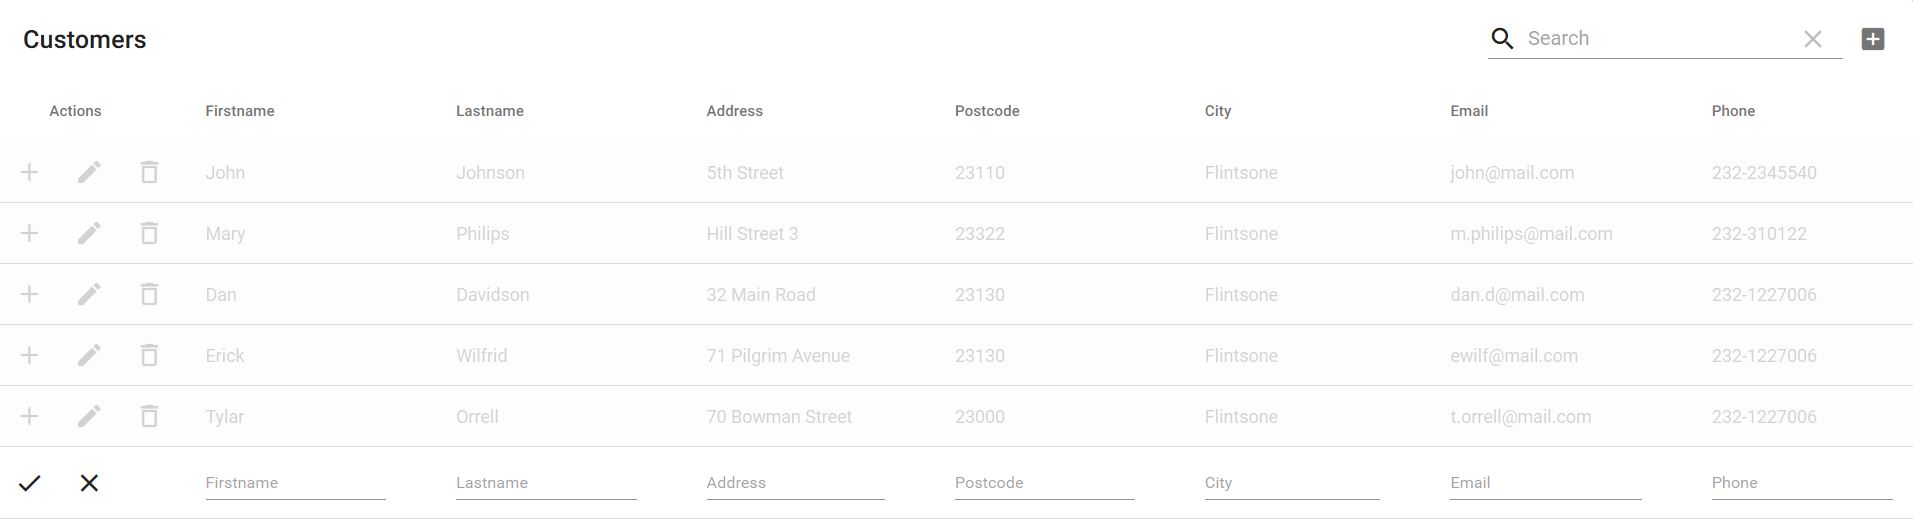 Customers Search
Actions Firstname Lastname Address Postcode City Email Phone
John Johnson 5th Street 23110 Flintsone john@mail.com 232-2345540
Mary Philips Hill Street 3 23322 Flintsone m.philips@mail.com 232-310122
Dan Davidson 32 Main Road 23130 Flintsone dan.d@mail.com 232-1227006
Erick Wilfrid 71 Pilgrim Avenue 23130 Flintsone ewilf@mail.com 232-1227006
Tylar Orrell 70 Bowman Street 23000 Flintsone t.orrell@mail.com 232-1227006
Firstname Lastname Address Postcode City Email Phone